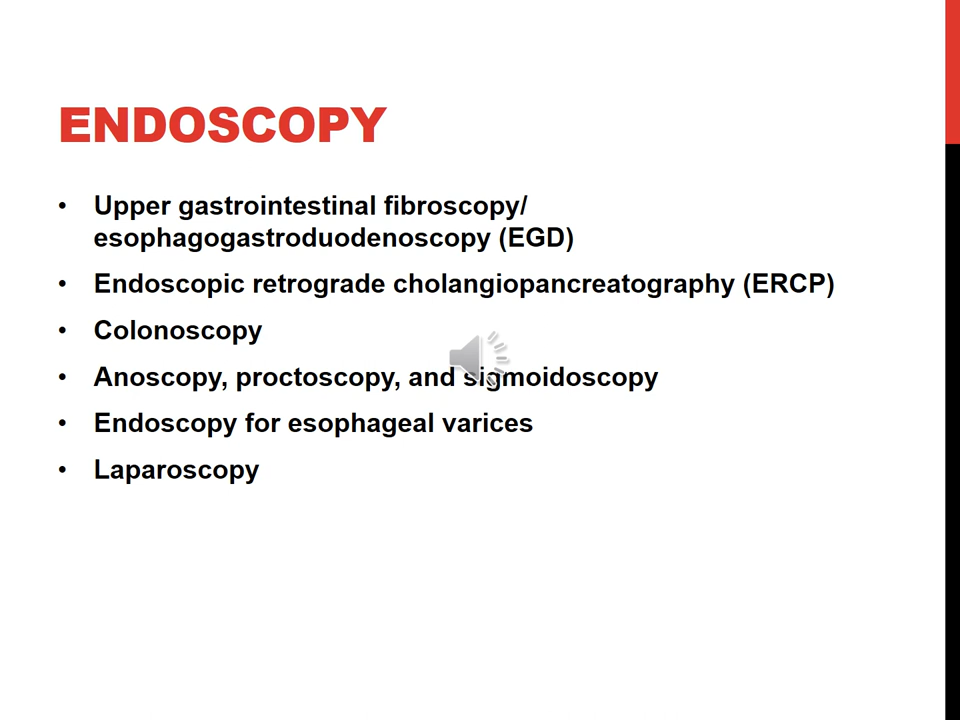 ENDOSCOPY
• Upper gastrointestinal fibroscopy/
esophagogastroduodenoscopy (EGD)
• Endoscopic retrograde cholangiopancreatography (ERCP)
• Colonoscopy
• Anoscopy, proctoscopy, and sigmoidoscopy
• Endoscopy for esophageal varices
• Laparoscopy